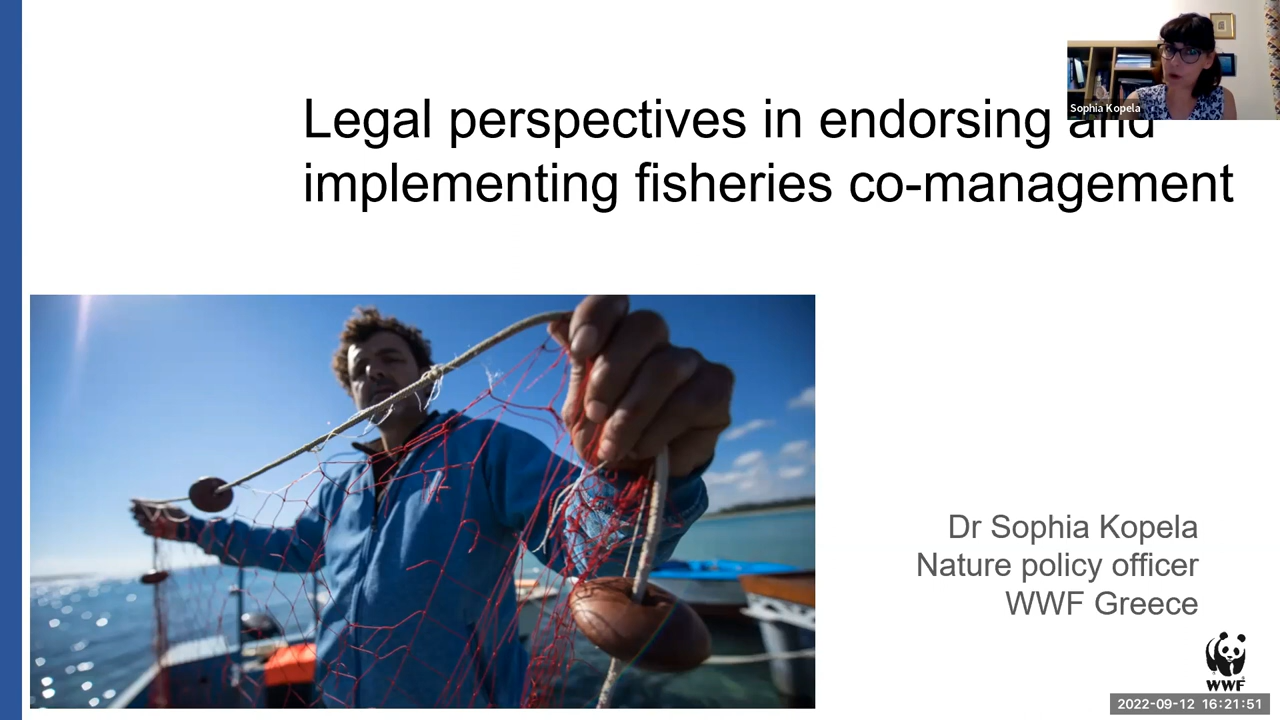 Legal perspectives in endorsing and
implementing fisheries co-management
Sophia Kopela
Dr Sophia Kopela
Nature policy officer
WWF Greece
WWF
2022-09-12 16:21:51